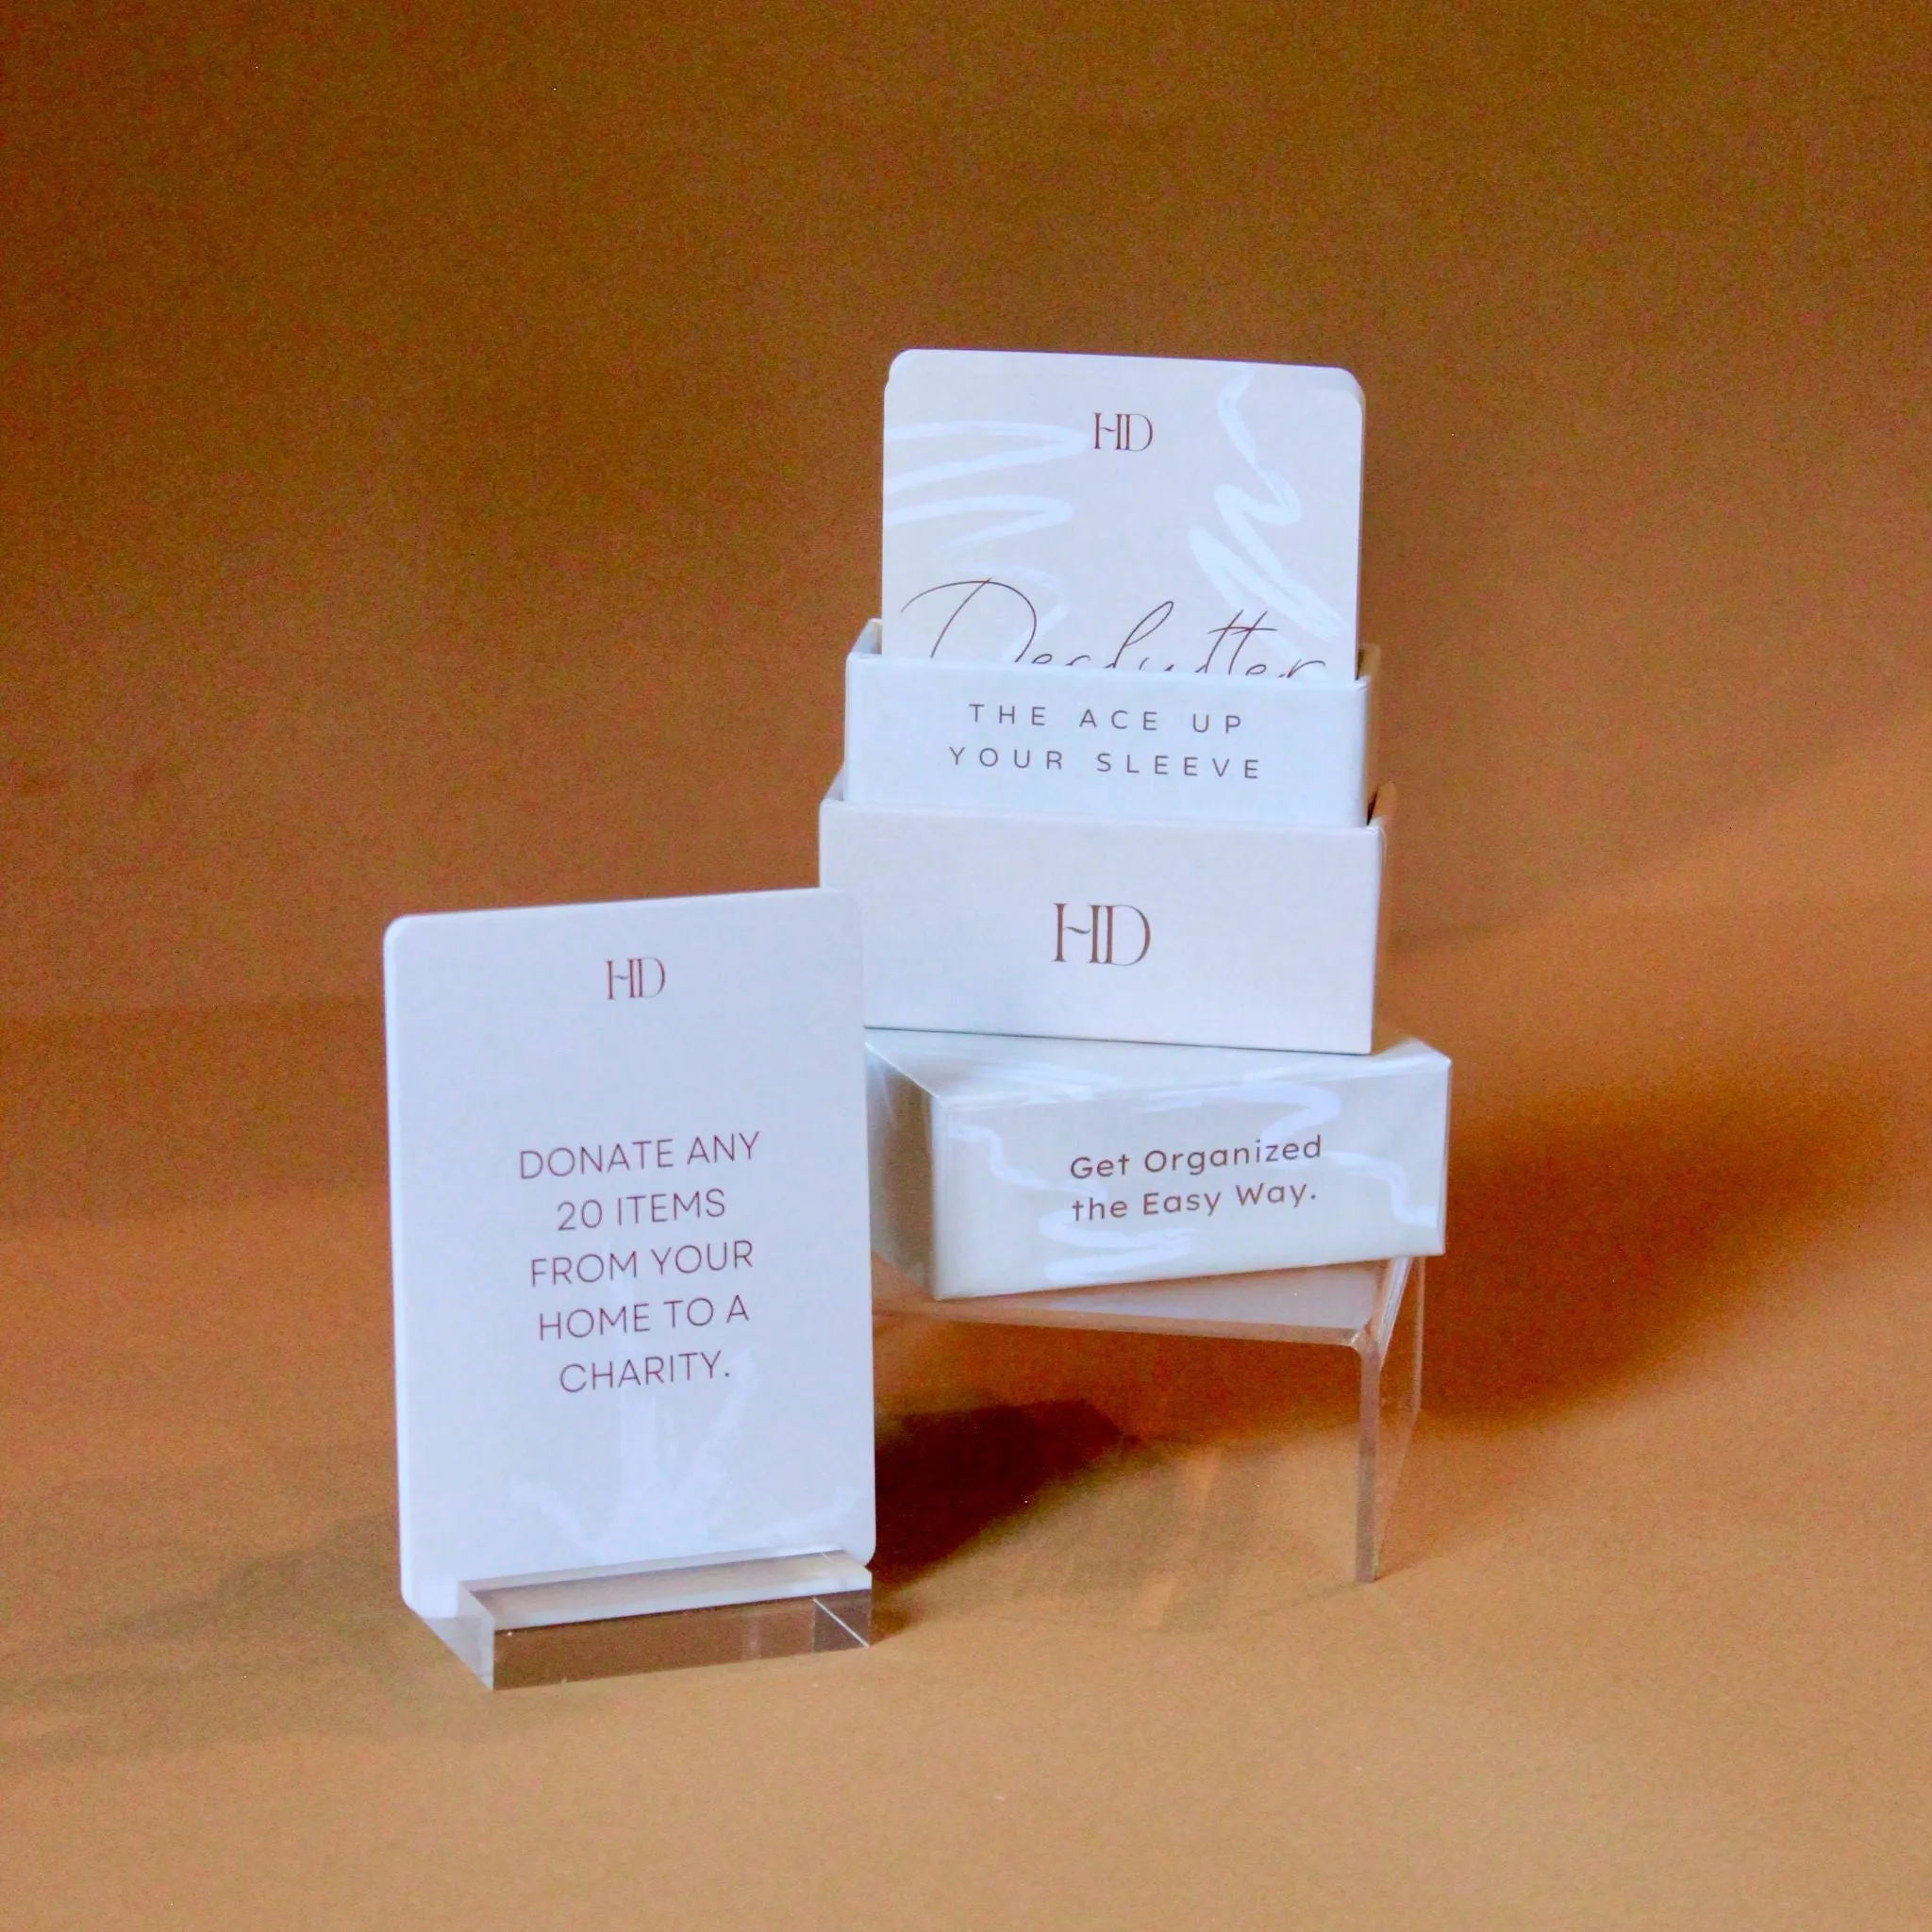 HD
Declutter
THE ACE UP
YOUR SLEEVE
HD
Get Organized
the Easy Way.
HD
DONATE ANY
20 ITEMS
FROM YOUR
HOME TO A
CHARITY.